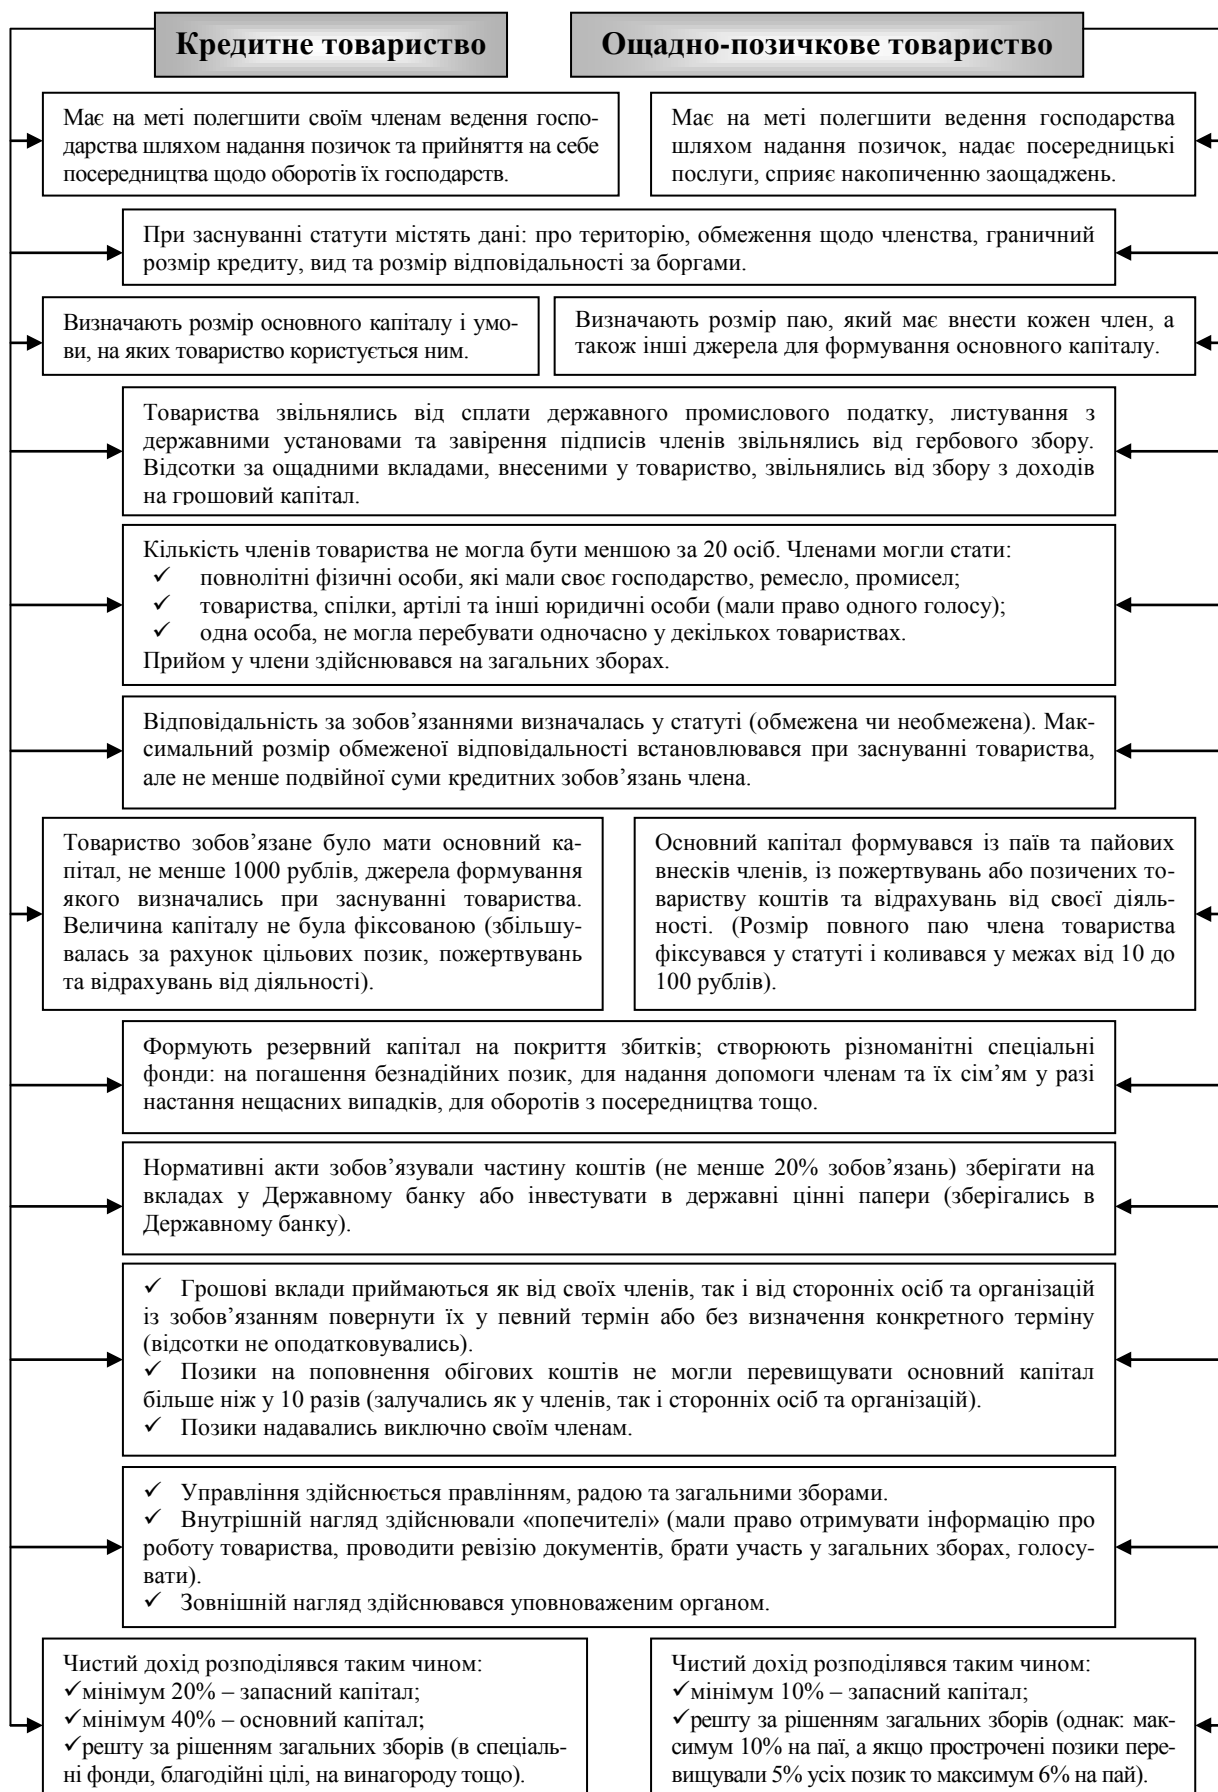 Кредитне товариство
Ощадно-позичкове товариство
Має на меті полегшити своїм членам ведення госпо-
дарства шляхом надання позичок та прийняття на себе
посередництва щодо оборотів їх господарств.
Має на меті полегшити ведення господарства
шляхом надання позичок, надає посередницькі
послуги, сприяє накопиченню заощаджень.
При заснуванні статути містять дані: про територію, обмеження щодо членства, граничний
розмір кредиту, вид та розмір відповідальності за боргами.
Визначають розмір основного капіталу і умо-
ви, на яких товариство користується ним.
Визначають розмір паю, який має внести кожен член, а
також інші джерела для формування основного капіталу.
Товариства звільнялись від сплати державного промислового податку, листування з
державними установами та завірення підписів членів звільнялись від гербового збору.
Відсотки за ощадними вкладами, внесеними у товариство, звільнялись від збору з доходів
на грошовий капітал.
Кількість членів товариства не могла бути меншою за 20 осіб. Членами могли стати:
✓ повнолітні фізичні особи, які мали своє господарство, ремесло, промисел;
✓ товариства, спілки, артілі та інші юридичні особи (мали право одного голосу);
✓ одна особа, не могла перебувати одночасно у декількох товариствах.
Прийом у члени здійснювався на загальних зборах.
Відповідальність за зобов’язаннями визначалась у статуті (обмежена чи необмежена). Мак-
симальний розмір обмеженої відповідальності встановлювався при заснуванні товариства,
але не менше подвійної суми кредитних зобов’язань члена.
Товариство зобов’язане було мати основний ка-
пітал, не менше 1000 рублів, джерела формування
якого визначались при заснуванні товариства.
Величина капіталу не була фіксованою (збільшу-
валась за рахунок цільових позик, пожертвувань
та відрахувань від діяльності).
Основний капітал формувався із паїв та пайових
внесків членів, із пожертвувань або позичених то-
вариству коштів та відрахувань від своєї діяль-
ності. (Розмір повного паю члена товариства
фіксувався у статуті і коливався у межах від 10 до
100 рублів).
Формують резервний капітал на покриття збитків; створюють різноманітні спеціальні
фонди: на погашення безнадійних позик, для надання допомоги членам та їх сім’ям у разі
настання нещасних випадків, для оборотів з посередництва тощо.
Нормативні акти зобов’язували частину коштів (не менше 20% зобов’язань) зберігати на
вкладах у Державному банку або інвестувати в державні цінні папери (зберігались в
Державному банку).
✓ Грошові вклади приймаються як від своїх членів, так і від сторонніх осіб та організацій
із зобов’язанням повернути їх у певний термін або без визначення конкретного терміну
(відсотки не оподатковувались).
✓ Позики на поповнення обігових коштів не могли перевищувати основний капітал
більше ніж у 10 разів (залучались як у членів, так і сторонніх осіб та організацій).
✓ Позики надавались виключно своїм членам.
✓ Управління здійснюється правлінням, радою та загальними зборами.
✓ Внутрішній нагляд здійснювали «попечителі» (мали право отримувати інформацію про
роботу товариства, проводити ревізію документів, брати участь у загальних зборах, голосу-
вати).
✓ Зовнішній нагляд здійснювався уповноваженим органом.
Чистий дохід розподілявся таким чином:
✓мінімум 20% – запасний капітал;
✓мінімум 40% – основний капітал;
✓решту за рішенням загальних зборів (в спеціаль-
ні фонди, благодійні цілі, на винагороду тощо).
Чистий дохід розподілявся таким чином:
✓мінімум 10% – запасний капітал;
✓решту за рішенням загальних зборів (однак: мак-
симум 10% на паї, а якщо прострочені позики пере-
вищували 5% усіх позик то максимум 6% на пай).